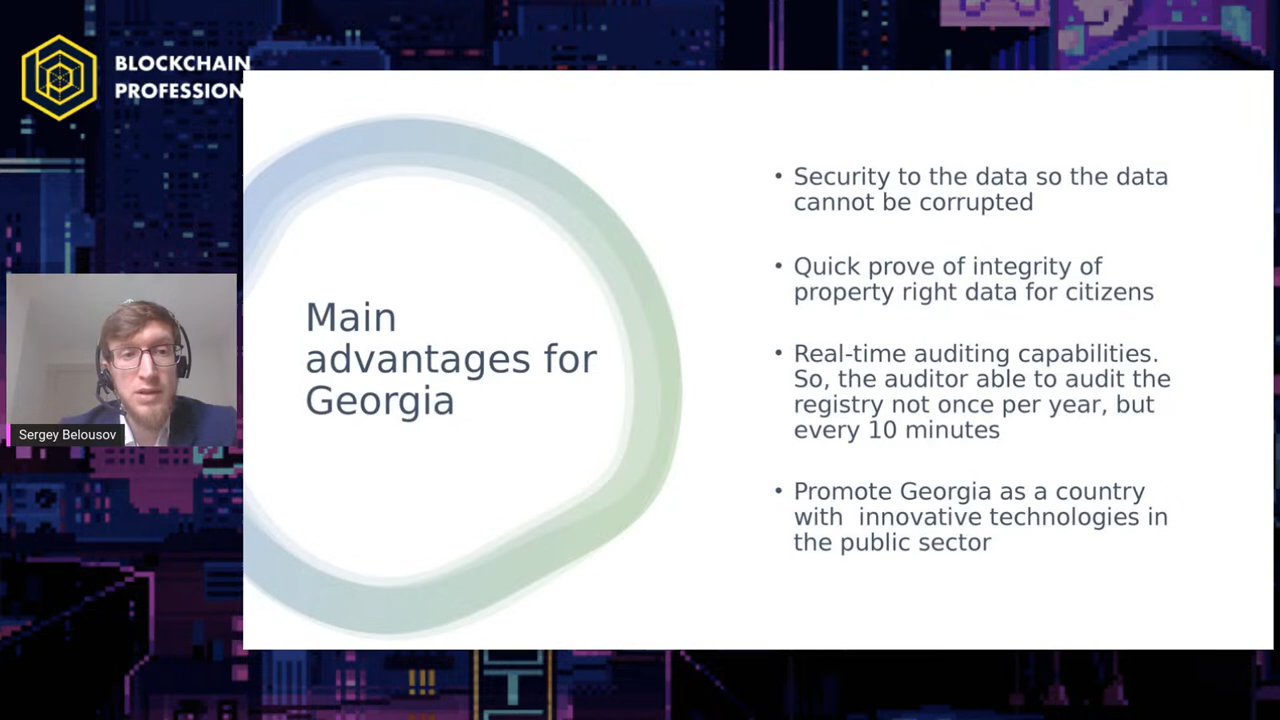 BLOCKCHAIN
PROFESSION
Sergey Belousov
Main
advantages for
Georgia
• Security to the data so the data
cannot be corrupted
• Quick prove of integrity of
property right data for citizens
• Real-time auditing capabilities.
So, the auditor able to audit the
registry not once per year, but
every 10 minutes
• Promote Georgia as a country
with  innovative technologies in
the public sector